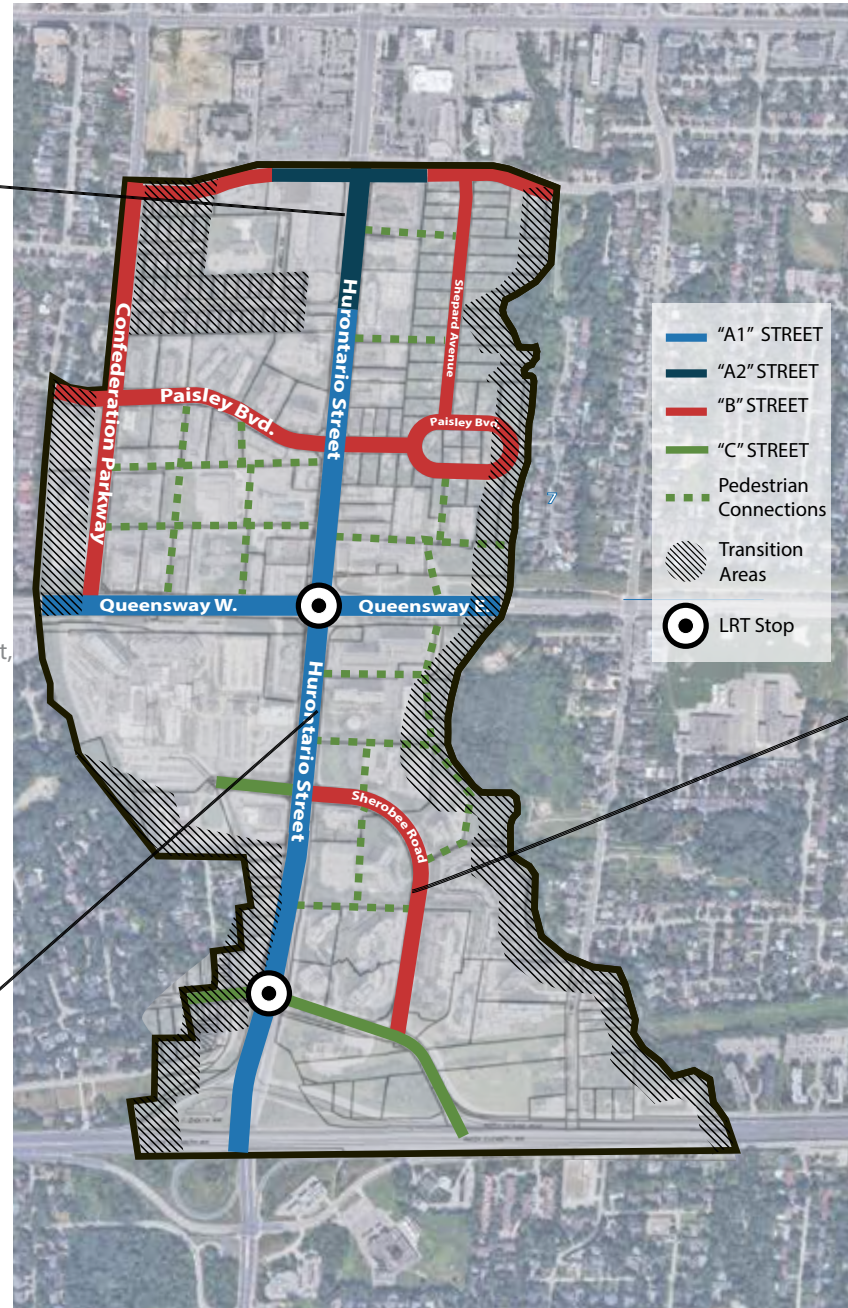 Hurontario Street
Shepard Avenue
Confederation Parkway
Paisley Bvd.
Paisley Bvd.
Queensway W.
Queensway E.
Hurontario Street
Sherobee Road
t,
7
"A1" STREET
"A2" STREET
"B" STREET
"C" STREET
Pedestrian
Connections
Transition
Areas
LRT Stop